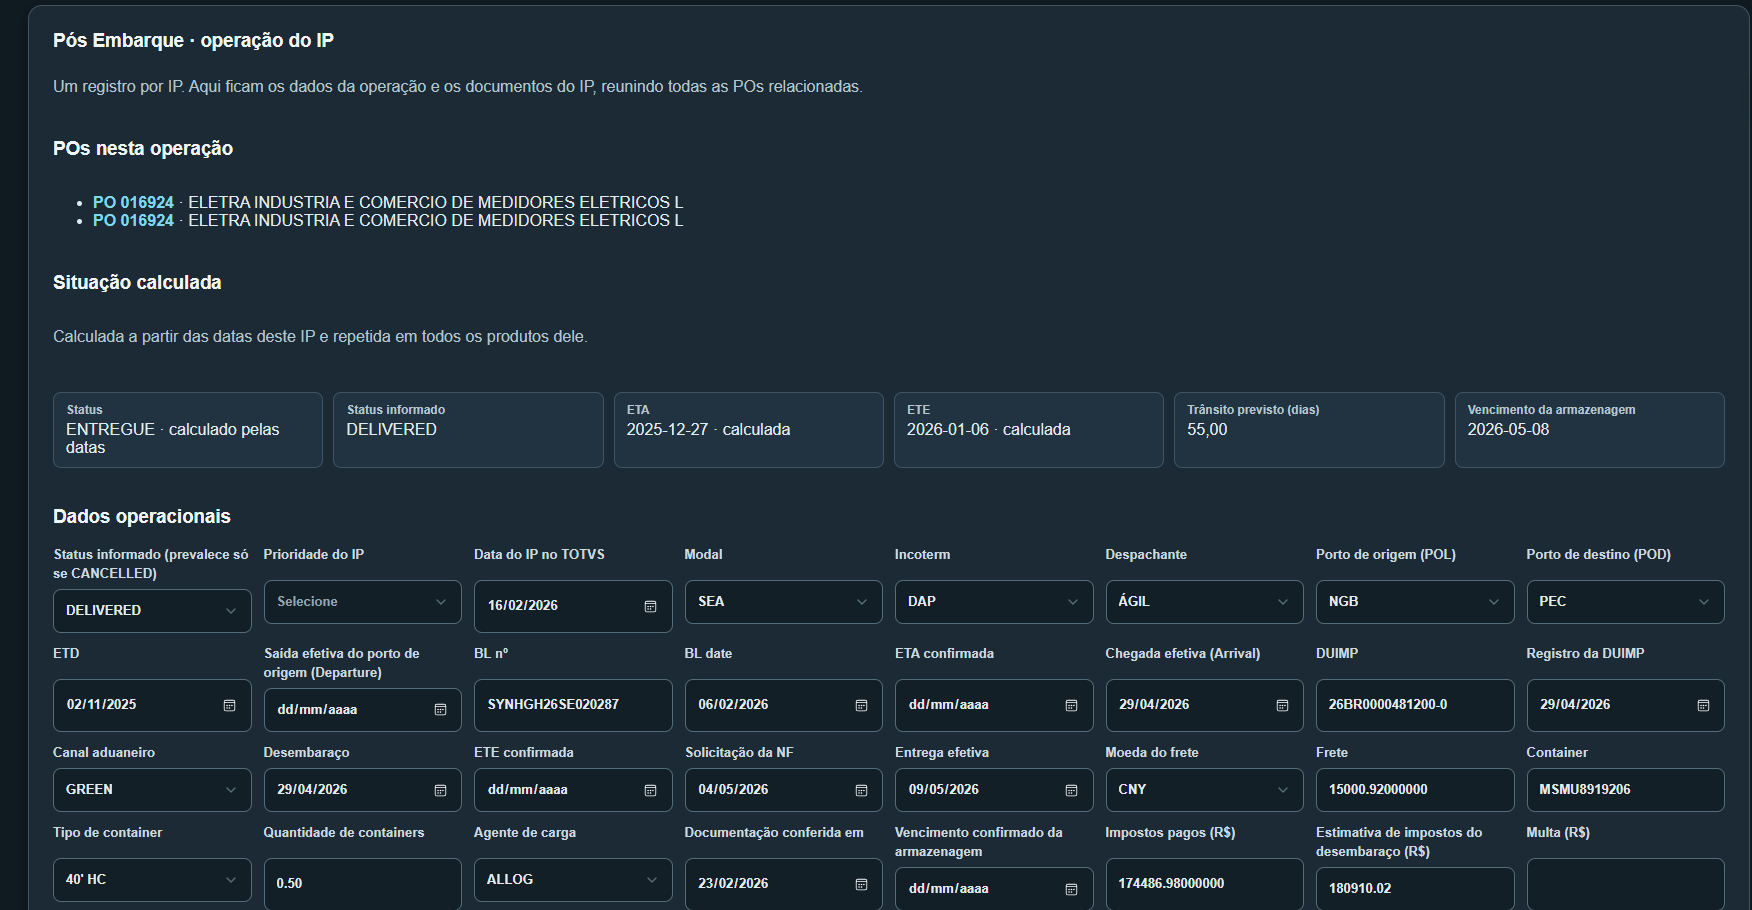 Pós Embarque · operação do IP
Um registro por IP. Aqui ficam os dados da operação e os documentos do IP, reunindo todas as POs relacionadas.
POs nesta operação
• PO 016924 · ELETRA INDUSTRIA E COMERCIO DE MEDIDORES ELETRICOS L
• PO 016924 · ELETRA INDUSTRIA E COMERCIO DE MEDIDORES ELETRICOS L
Situação calculada
Calculada a partir das datas deste IP e repetida em todos os produtos dele.
Status
ENTREGUE · calculado pelas
datas
Status informado
DELIVERED
ETA
2025-12-27 · calculada
ETE
2026-01-06 · calculada
Trânsito previsto (dias)
55,00
Vencimento da armazenagem
2026-05-08
Dados operacionais
Status informado (prevalece só
se CANCELLED)
DELIVERED
Prioridade do IP
Selecione
Data do IP no TOTVS
16/02/2026
Modal
SEA
Incoterm
DAP
Despachante
ÁGIL
Porto de origem (POL)
NGB
Porto de destino (POD)
PEC
ETD
02/11/2025
Saída efetiva do porto de
origem (Departure)
dd/mm/aaaa
BL nº
SYNHGH26SE020287
BL date
06/02/2026
ETA confirmada
dd/mm/aaaa
Chegada efetiva (Arrival)
29/04/2026
DUIMP
26BR0000481200-0
Registro da DUIMP
29/04/2026
Canal aduaneiro
GREEN
Desembaraço
29/04/2026
ETE confirmada
dd/mm/aaaa
Solicitação da NF
04/05/2026
Entrega efetiva
09/05/2026
Moeda do frete
CNY
Frete
15000.92000000
Container
MSMU8919206
Tipo de container
40' HC
Quantidade de containers
0.50
Agente de carga
ALLOG
Documentação conferida em
23/02/2026
Vencimento confirmado da
armazenagem
dd/mm/aaaa
Impostos pagos (R$)
174486.98000000
Estimativa de impostos do
desembaraço (R$)
180910.02
Multa (R$)